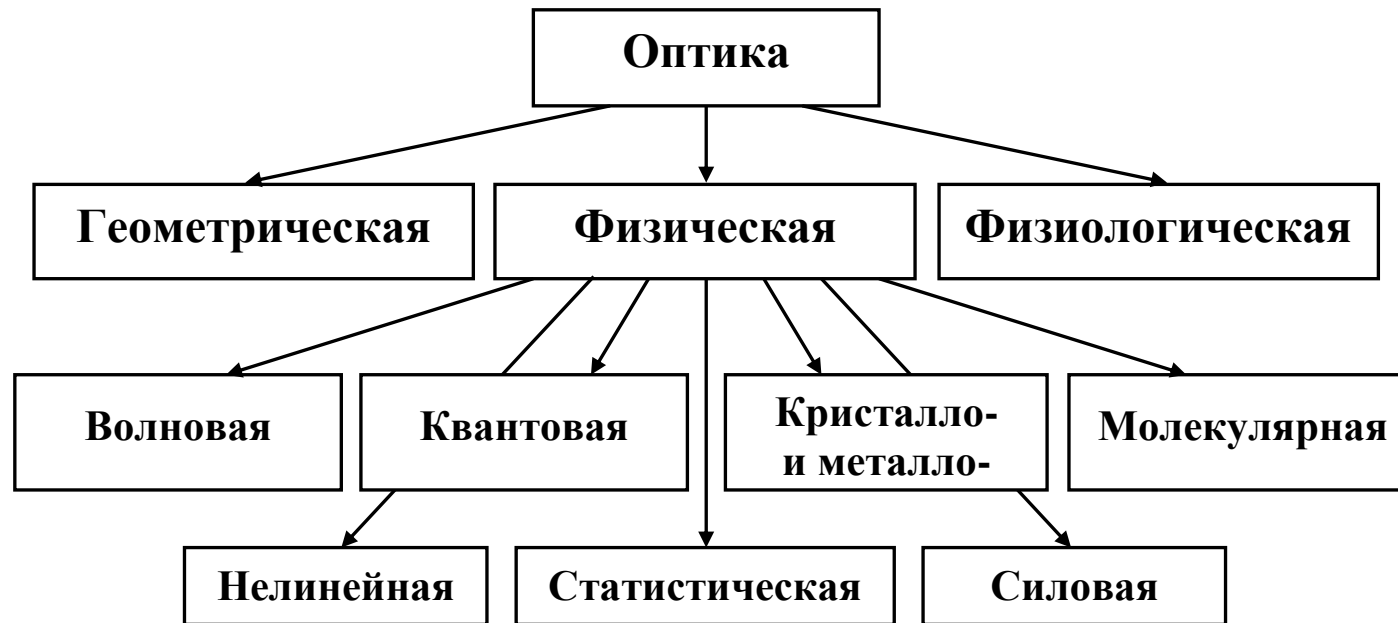 Оптика
Геометрическая
Физическая
Физиологическая
Волновая
Квантовая
Кристалло-
и металло-
Молекулярная
Нелинейная
Статистическая
Силовая